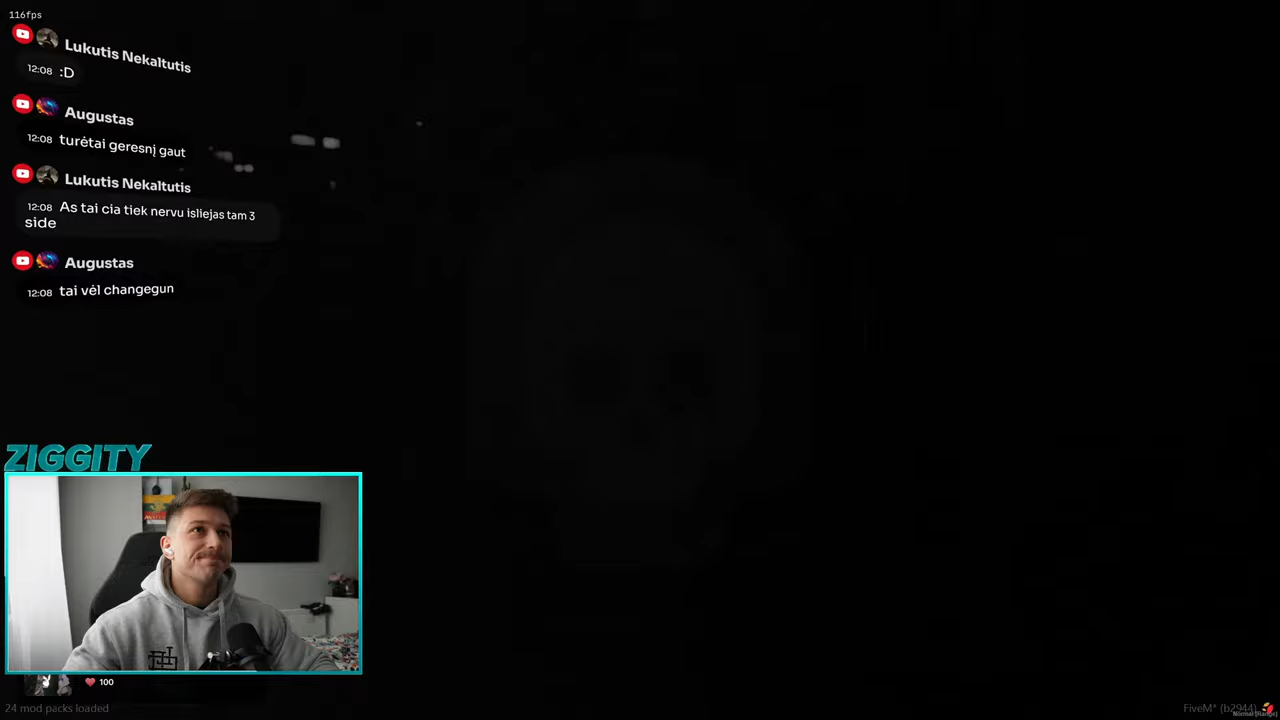 116fps
Lukutis Nekaltutis
12:08 :D
Augustas
12:08 turėtai geresnį gaut
Lukutis Nekaltutis
12:08 As tai cia tiek nervu isliejas tam 3
side
Augustas
12:08 tai vėl changegun
ZIGGITY
100
24 mod packs loaded
FiveM* (b2944)